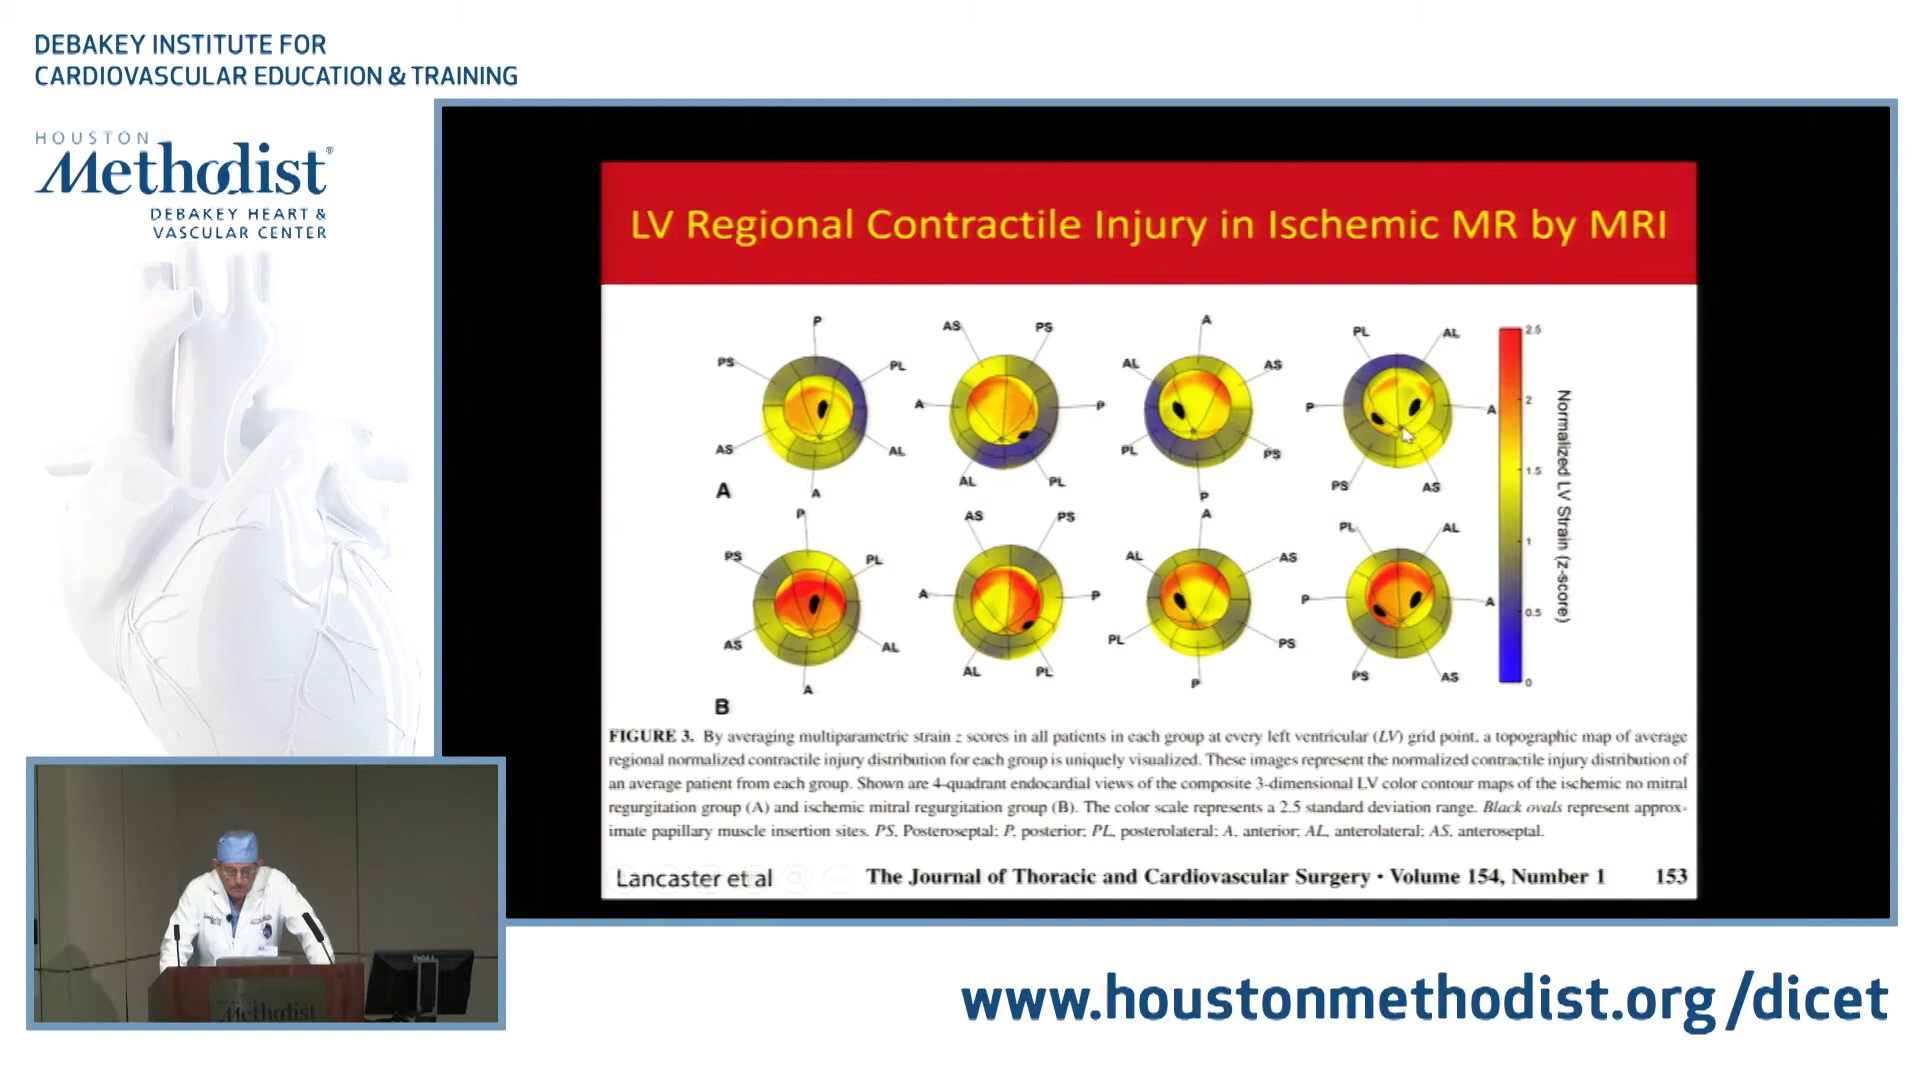 DEBAKEY INSTITUTE FOR
CARDIOVASCULAR EDUCATION & TRAINING
HOUSTON
Methodist®
DEBAKEY HEART &
VASCULAR CENTER
LV Regional Contractile Injury in Ischemic MR by MRI
P
PS
PL
AS
AL
A
AS
PS
A
P
AL
PL
A
AL
AS
PL
PS
P
PL
AL
P
A
PS
AS
A
P
PS
PL
AS
AL
A
AS
PS
A
P
AL
PL
A
AL
AS
PL
PS
P
PL
AL
P
A
PS
AS
B
2.5
2
1.5
1
0.5
0
Normalized LV Strain (z-score)
FIGURE 3. By averaging multiparametric strain z scores in all patients in each group at every left ventricular (LV) grid point, a topographic map of average
regional normalized contractile injury distribution for each group is uniquely visualized. These images represent the normalized contractile injury distribution of
an average patient from each group. Shown are 4-quadrant endocardial views of the composite 3-dimensional LV color contour maps of the ischemic no mitral
regurgitation group (A) and ischemic mitral regurgitation group (B). The color scale represents a 2.5 standard deviation range. Black ovals represent approx-
imate papillary muscle insertion sites. PS, Posteroseptal; P, posterior; PL, posterolateral; A, anterior; AL, anterolateral; AS, anteroseptal.
Lancaster et al
The Journal of Thoracic and Cardiovascular Surgery • Volume 154, Number 1 153
DELL
HOUSTON
Methodist
www.houstonmethodist.org/dicet